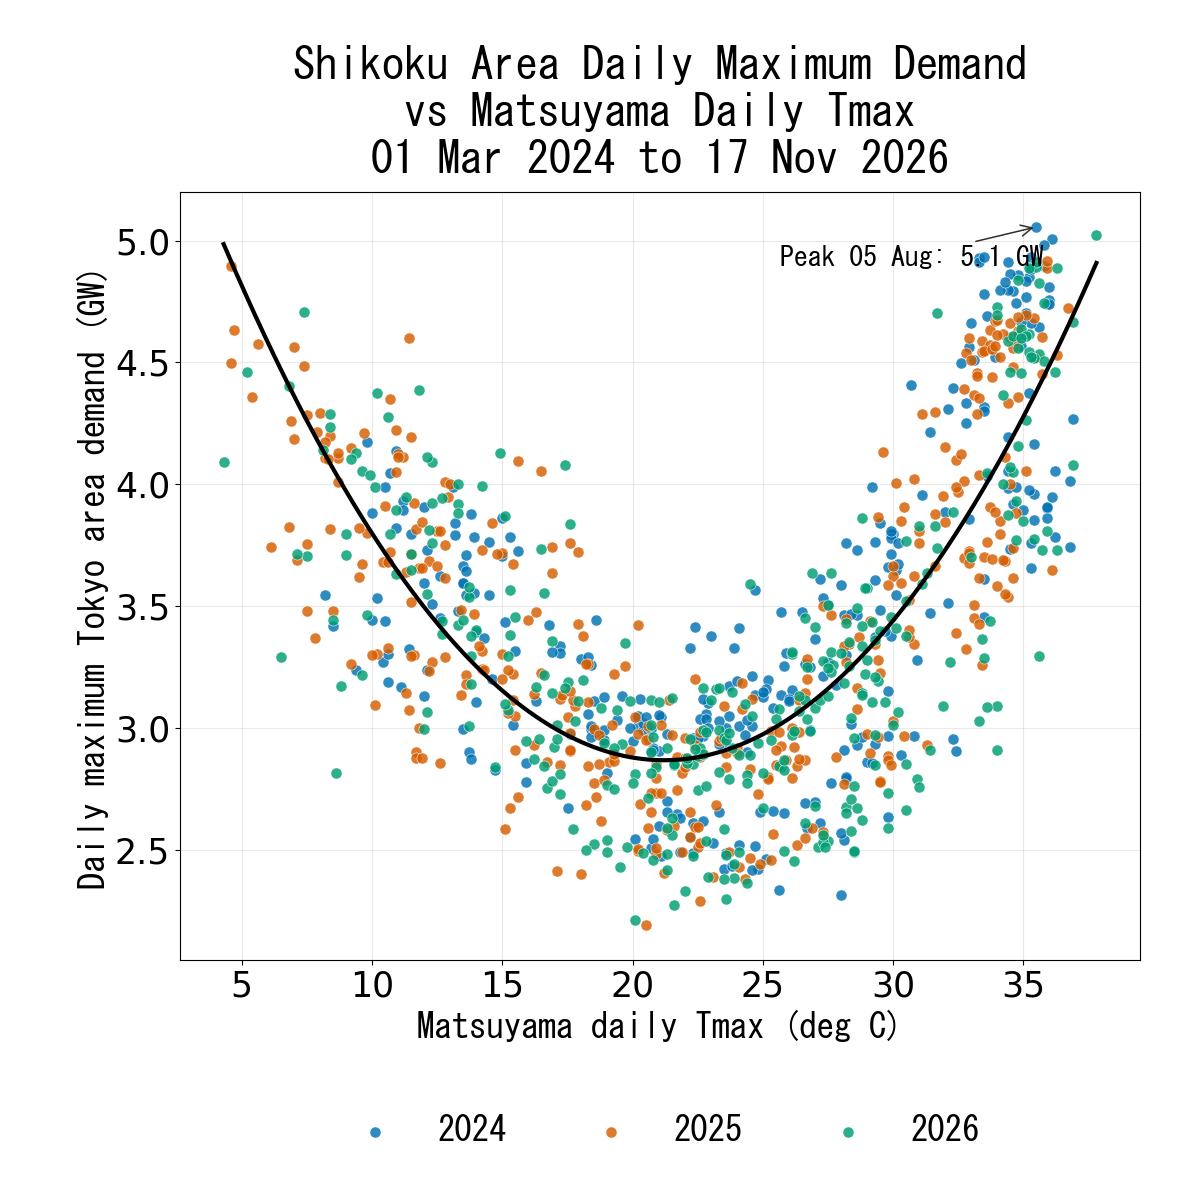 Shikoku Area Daily Maximum Demand
vs Matsuyama Daily Tmax
01 Mar 2024 to 17 Nov 2026
Daily maximum Tokyo area demand (GW)
5.0
4.5
4.0
3.5
3.0
2.5
Peak 05 Aug: 5.1 GW
5 10 15 20 25 30 35
Matsuyama daily Tmax (deg C)
2024 2025 2026